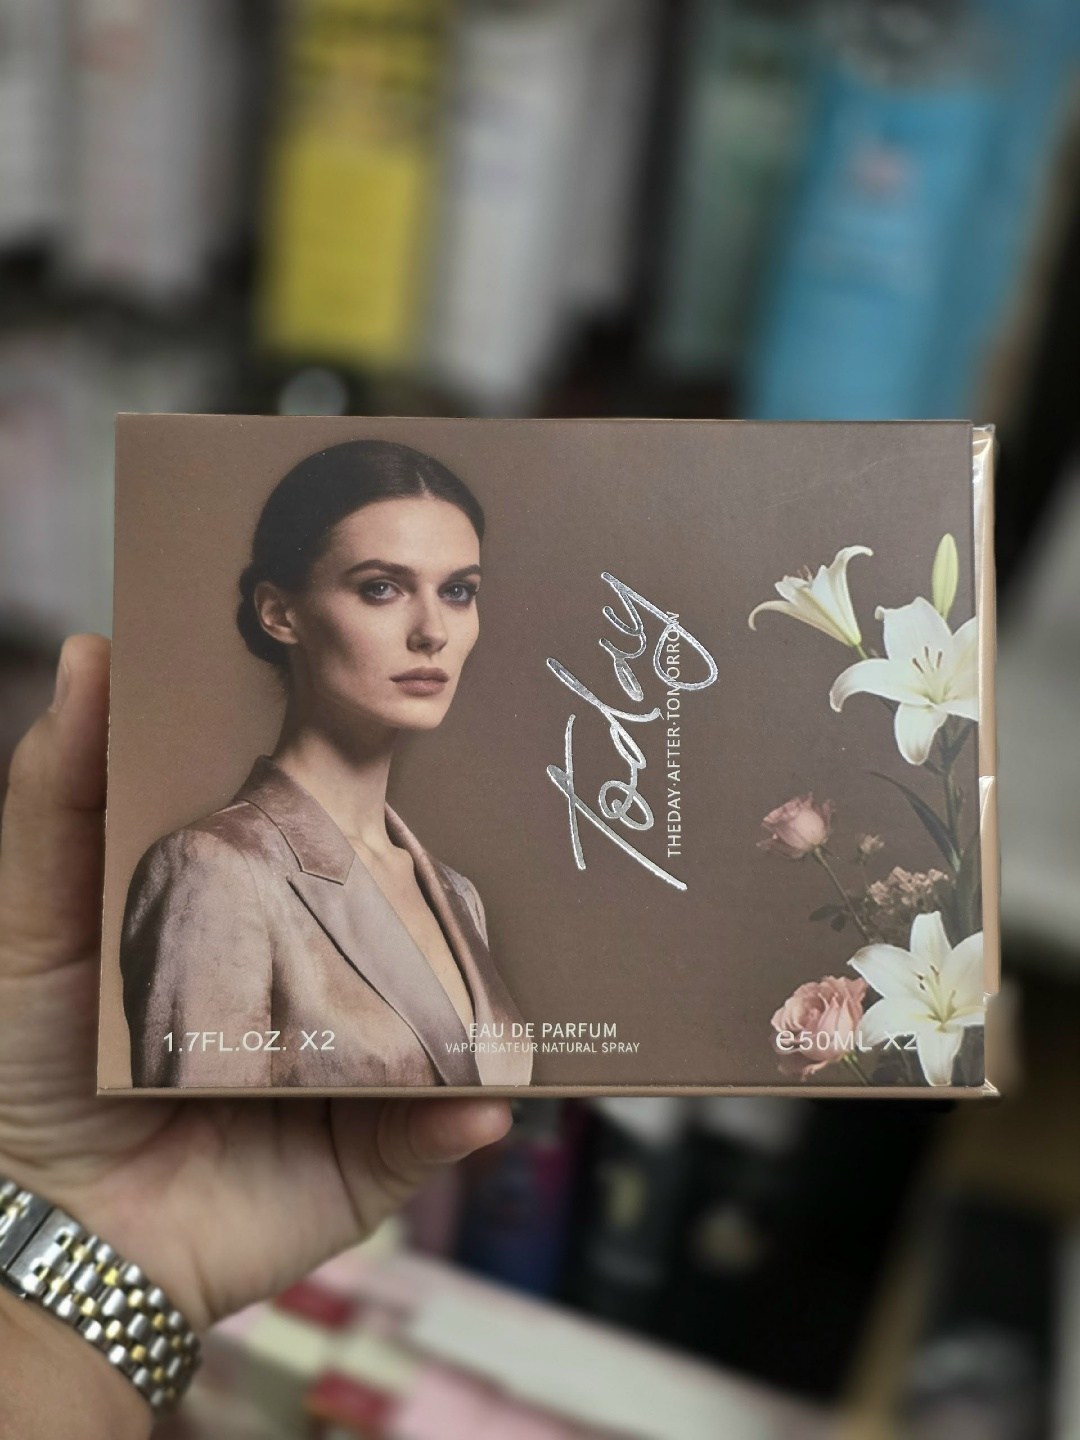 Today
THEDAY·AFTER·TOMORROW
1.7FL.OZ. X2
EAU DE PARFUM
VAPORISATEUR NATURAL SPRAY
℮50ML X2